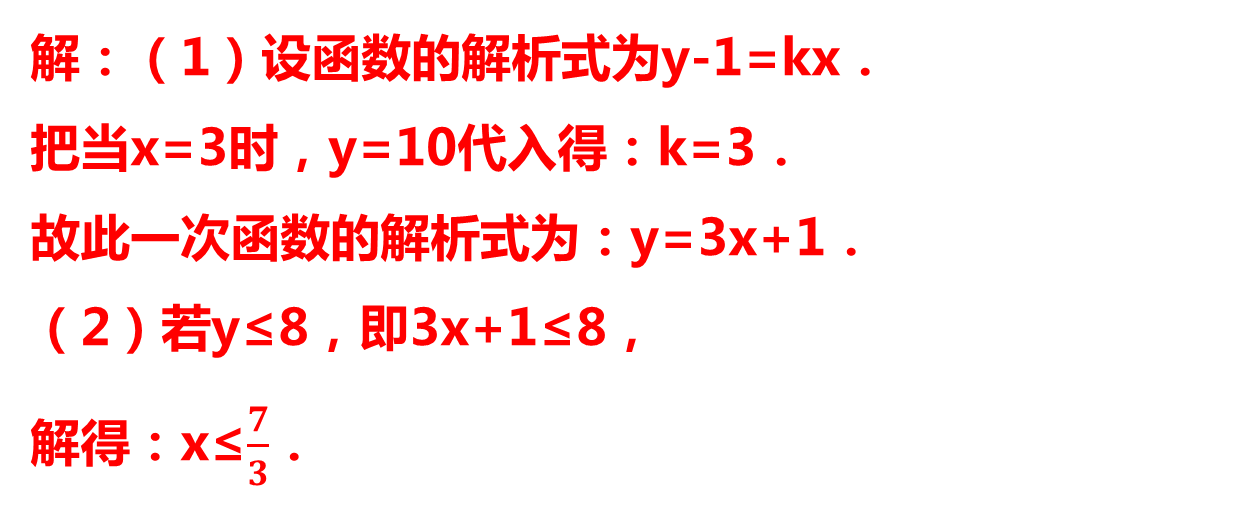 解：（1）设函数的解析式为y-1=kx．
把当x=3时，y=10代入得：k=3．
故此一次函数的解析式为：y=3x+1．
（2）若y≤8，即3x+1≤8，
解得：x≤7/3．